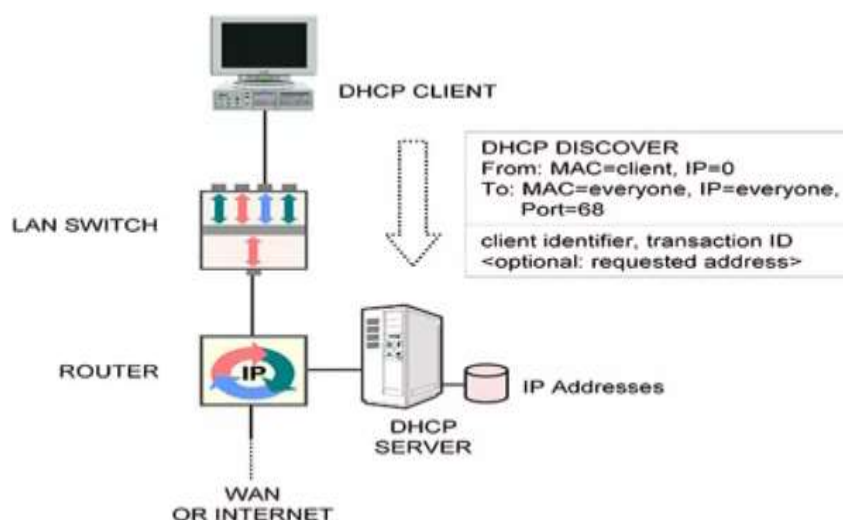 DHCP CLIENT
DHCP DISCOVER
From: MAC=client, IP=0
To: MAC=everyone, IP=everyone,
Port=68
client identifier, transaction ID
<optional: requested address>
LAN SWITCH
ROUTER
IP
IP Addresses
DHCP
SERVER
WAN
OR INTERNET